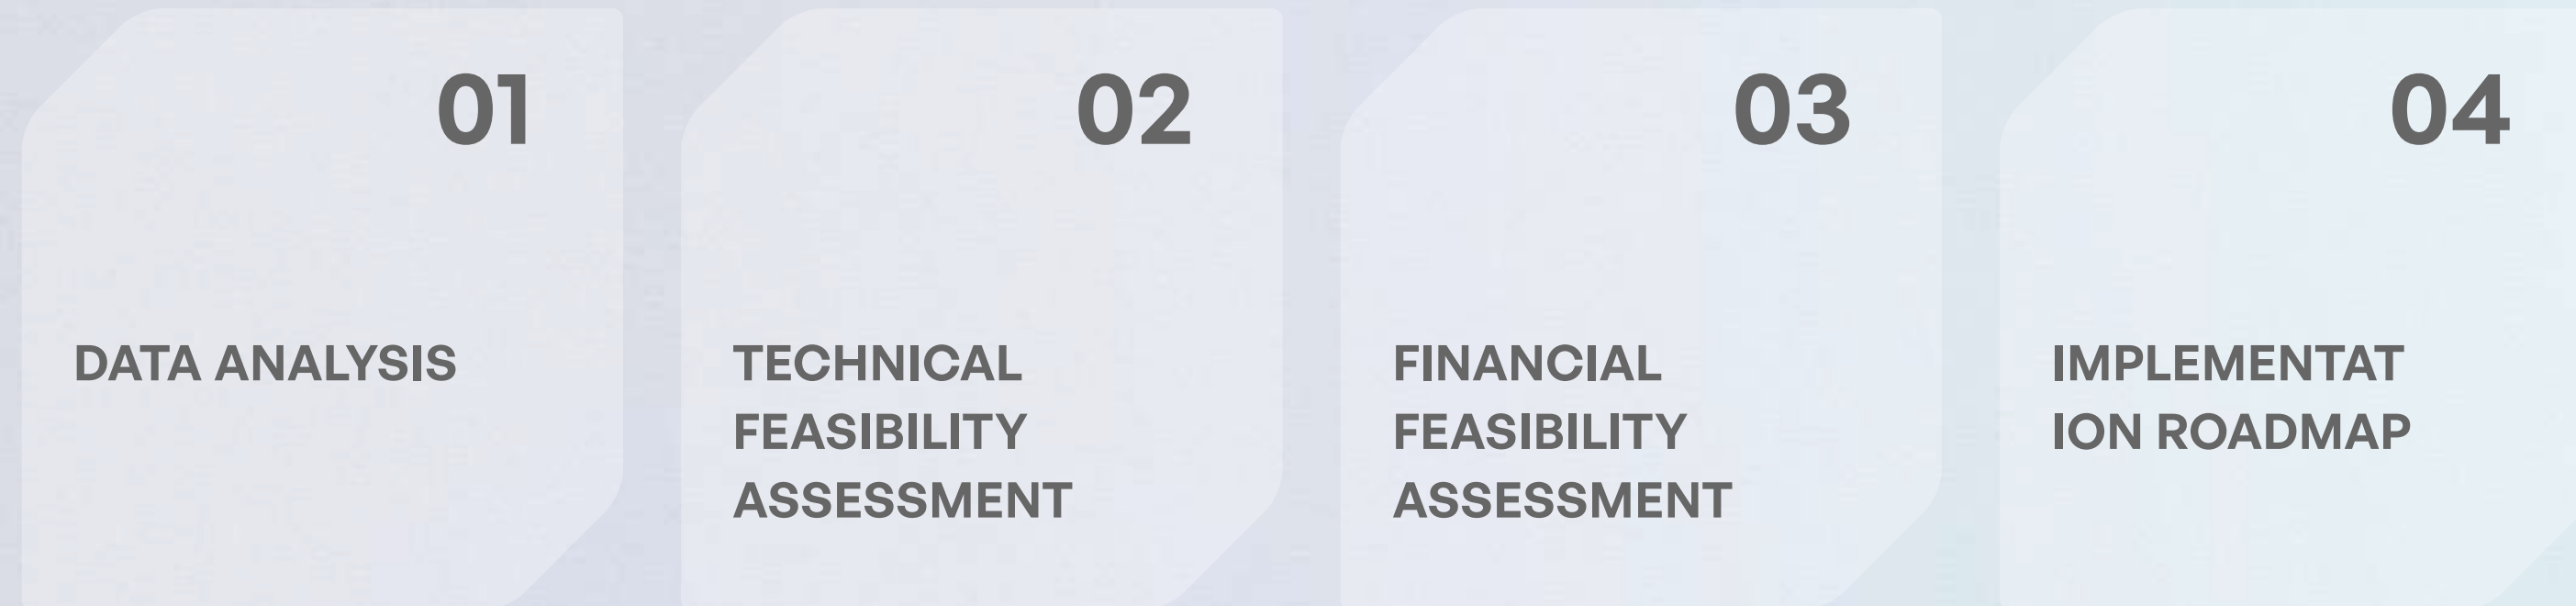 01
DATA ANALYSIS
02
TECHNICAL
FEASIBILITY
ASSESSMENT
03
FINANCIAL
FEASIBILITY
ASSESSMENT
04
IMPLEMENTAT
ION ROADMAP